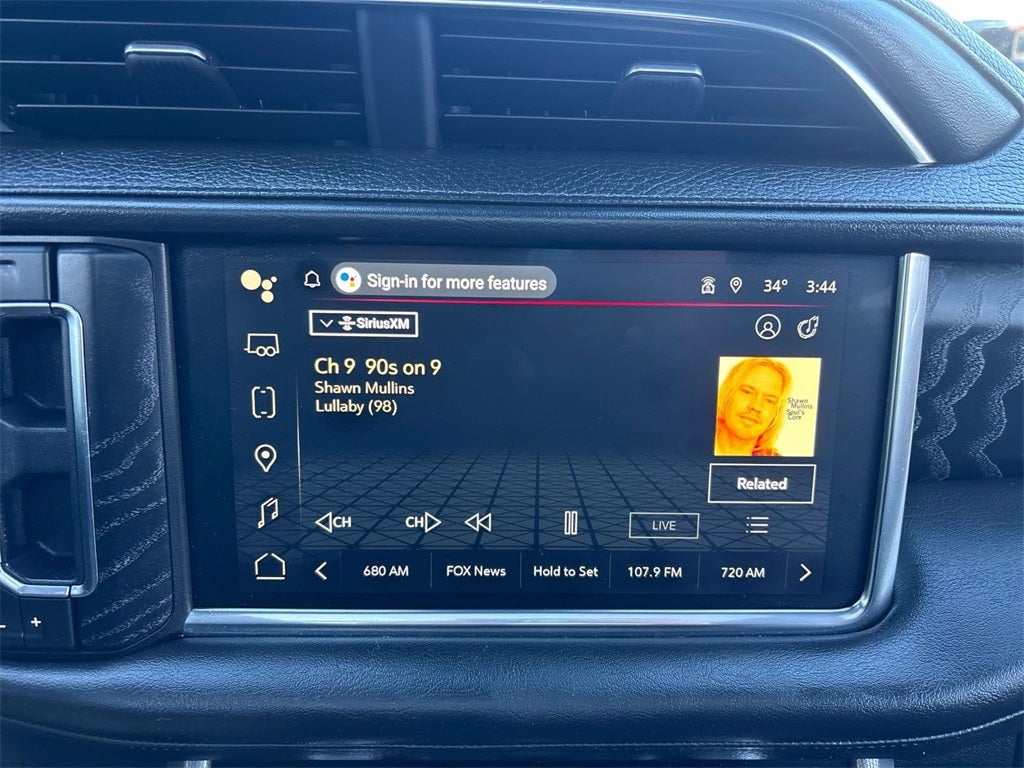 Sign-in for more features
34° 3:44
SiriusXM
Ch 9 90s on 9
Shawn Mullins
Lullaby (98)
Shawn
Mullins
Soul's
Core
Related
CH
CH
LIVE
680 AM
FOX News
Hold to Set
107.9 FM
720 AM
- +